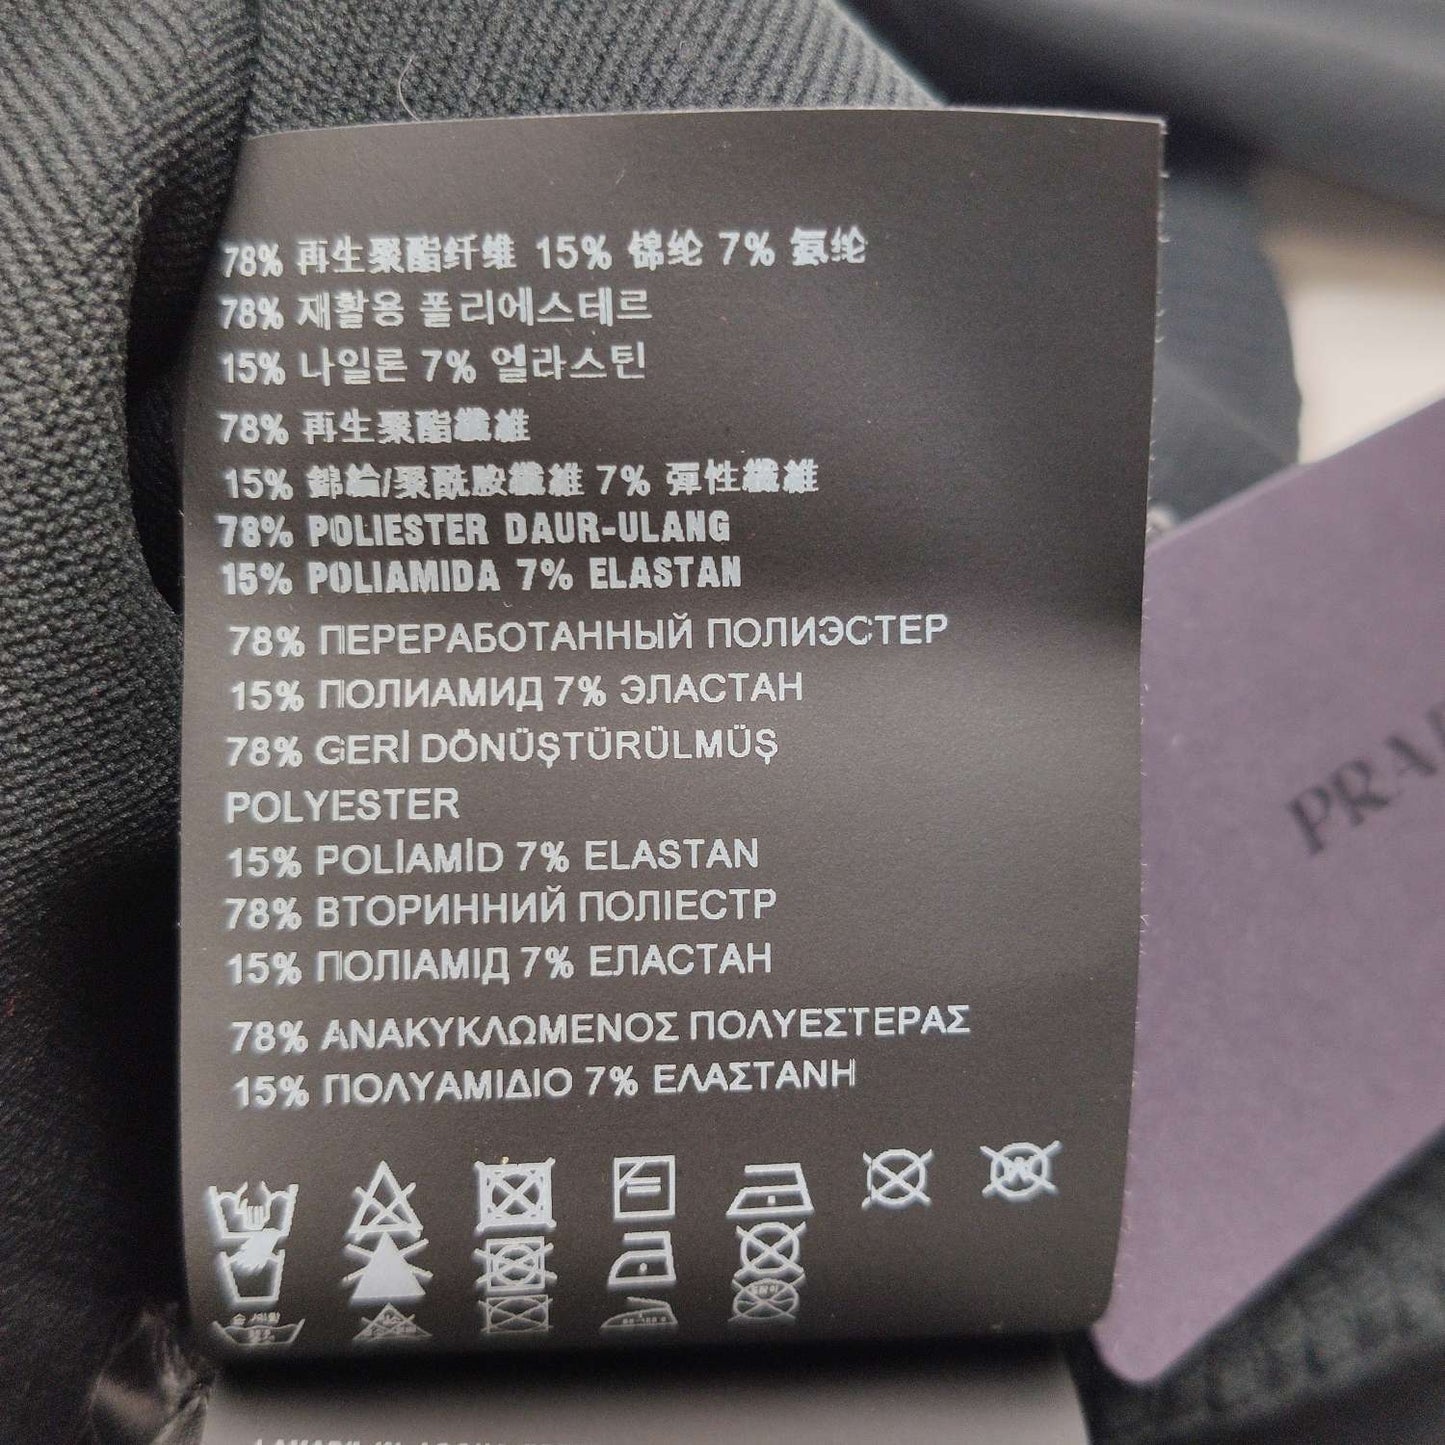 78% 再生聚酯纤维 15% 锦纶 7% 氨纶
78% 재활용 폴리에스테르
15% 나일론 7% 엘라스틴
78% 再生聚酯纖維
15% 錦綸/聚酰胺纖維 7% 彈性纖維
78% POLIESTER DAUR-ULANG
15% POLIAMIDA 7% ELASTAN
78% ПЕРЕРАБОТАННЫЙ ПОЛИЭСТЕР
15% ПОЛИАМИД 7% ЭЛАСТАН
78% GERİ DÖNÜŞTÜRÜLMÜŞ
POLYESTER
15% POLİAMİD 7% ELASTAN
78% ВТОРИННИЙ ПОЛІЕСТР
15% ПОЛІАМІД 7% ЕЛАСТАН
78% ΑΝΑΚΥΚΛΩΜΕΝΟΣ ΠΟΛΥΕΣΤΕΡΑΣ
15% ΠΟΛΥΑΜΙΔΙΟ 7% ΕΛΑΣΤΑΝΗ